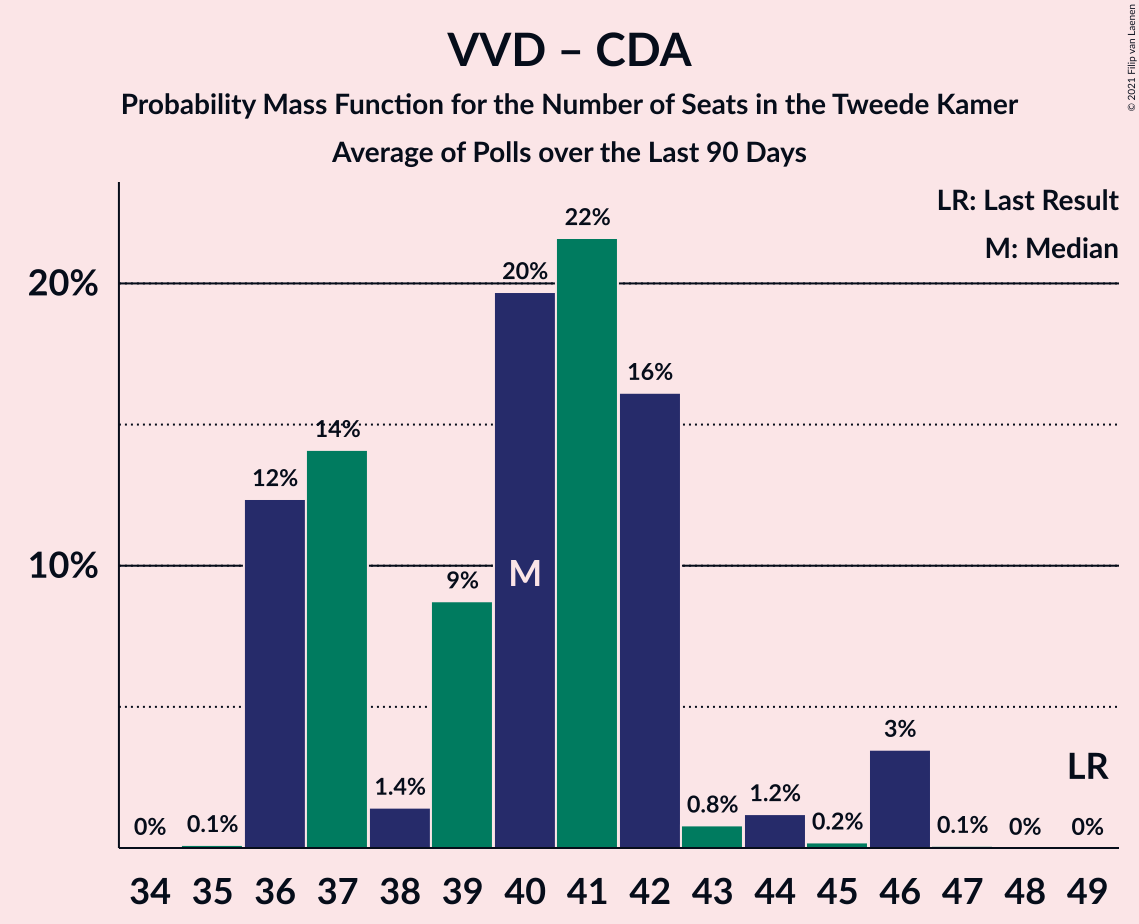 VVD – CDA
Probability Mass Function for the Number of Seats in the Tweede Kamer
Average of Polls over the Last 90 Days
© 2021 Filip van Laenen
LR: Last Result
M: Median
20%
10%
0%
0.1%
12%
14%
1.4%
9%
20%
22%
16%
0.8%
1.2%
0.2%
3%
0.1%
0%
0%
M
LR
34 35 36 37 38 39 40 41 42 43 44 45 46 47 48 49